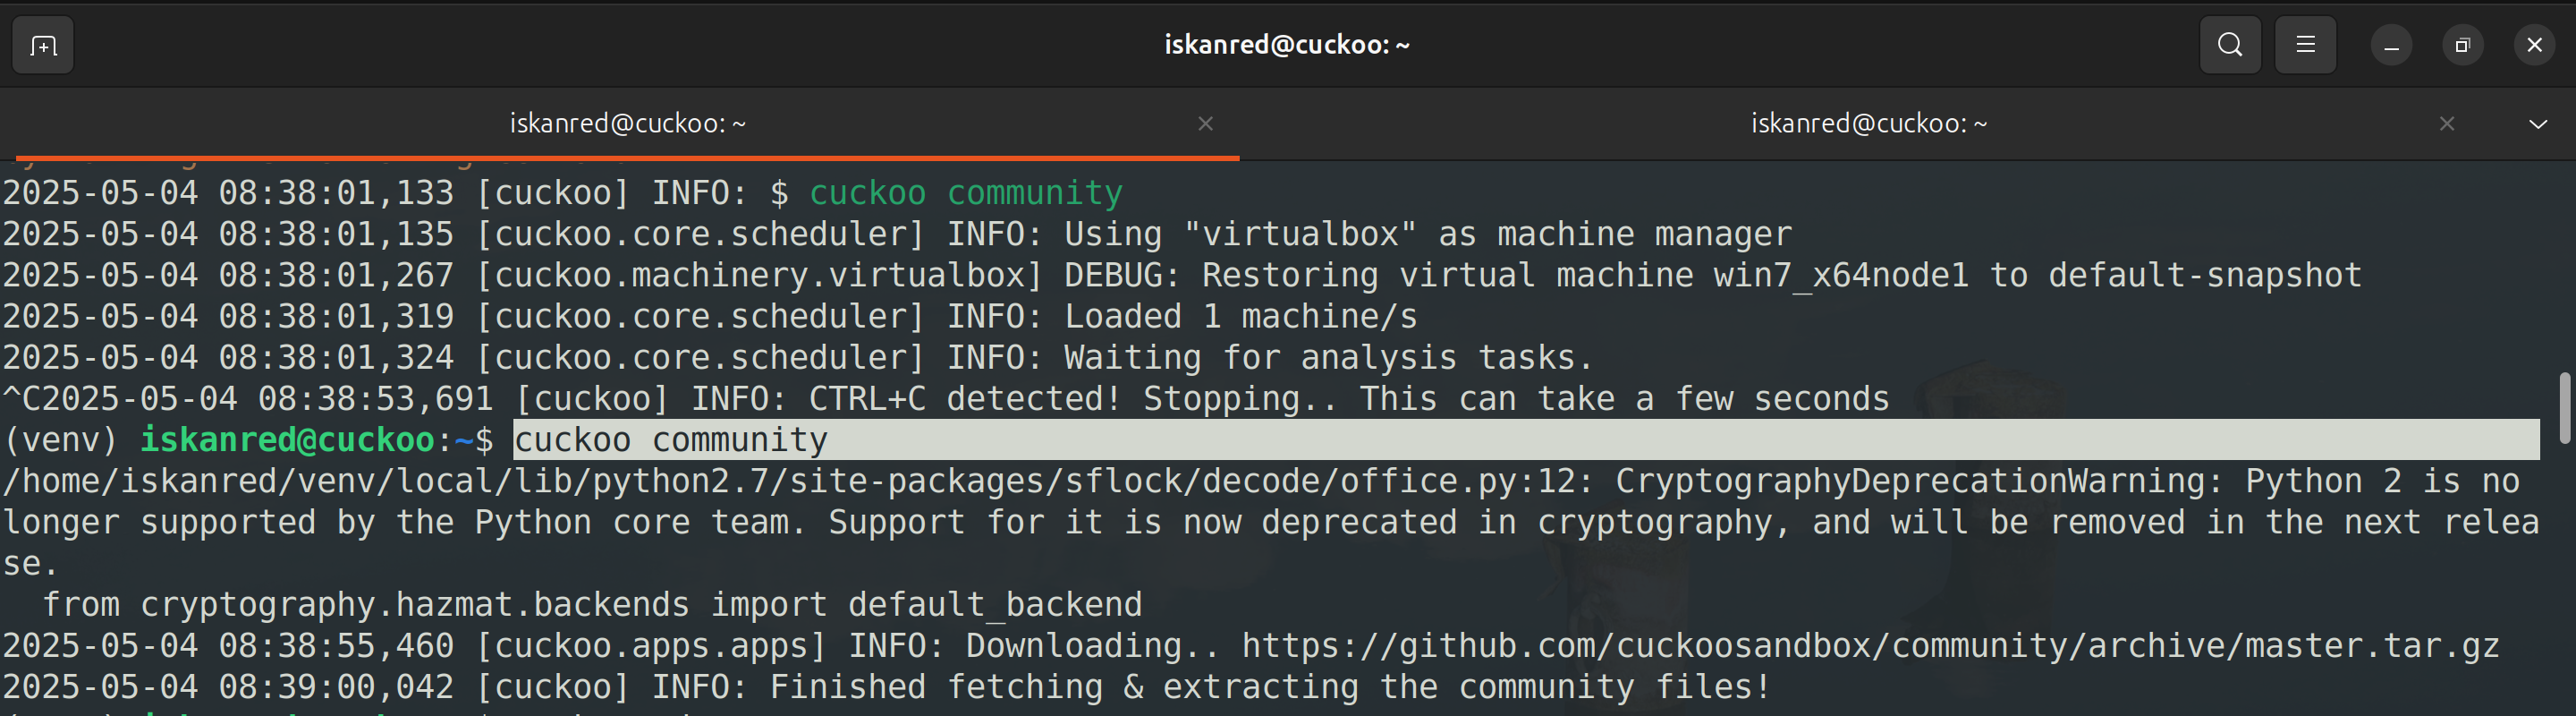 iskanred@cuckoo: ~
iskanred@cuckoo: ~
iskanred@cuckoo: ~
2025-05-04 08:38:01,133 [cuckoo] INFO: $ cuckoo community
2025-05-04 08:38:01,135 [cuckoo.core.scheduler] INFO: Using "virtualbox" as machine manager
2025-05-04 08:38:01,267 [cuckoo.machinery.virtualbox] DEBUG: Restoring virtual machine win7_x64node1 to default-snapshot
2025-05-04 08:38:01,319 [cuckoo.core.scheduler] INFO: Loaded 1 machine/s
2025-05-04 08:38:01,324 [cuckoo.core.scheduler] INFO: Waiting for analysis tasks.
^C2025-05-04 08:38:53,691 [cuckoo] INFO: CTRL+C detected! Stopping.. This can take a few seconds
(venv) iskanred@cuckoo:~$ cuckoo community
/home/iskanred/venv/local/lib/python2.7/site-packages/sflock/decode/office.py:12: CryptographyDeprecationWarning: Python 2 is no
longer supported by the Python core team. Support for it is now deprecated in cryptography, and will be removed in the next relea
se.
  from cryptography.hazmat.backends import default_backend
2025-05-04 08:38:55,460 [cuckoo.apps.apps] INFO: Downloading.. https://github.com/cuckoosandbox/community/archive/master.tar.gz
2025-05-04 08:39:00,042 [cuckoo] INFO: Finished fetching & extracting the community files!